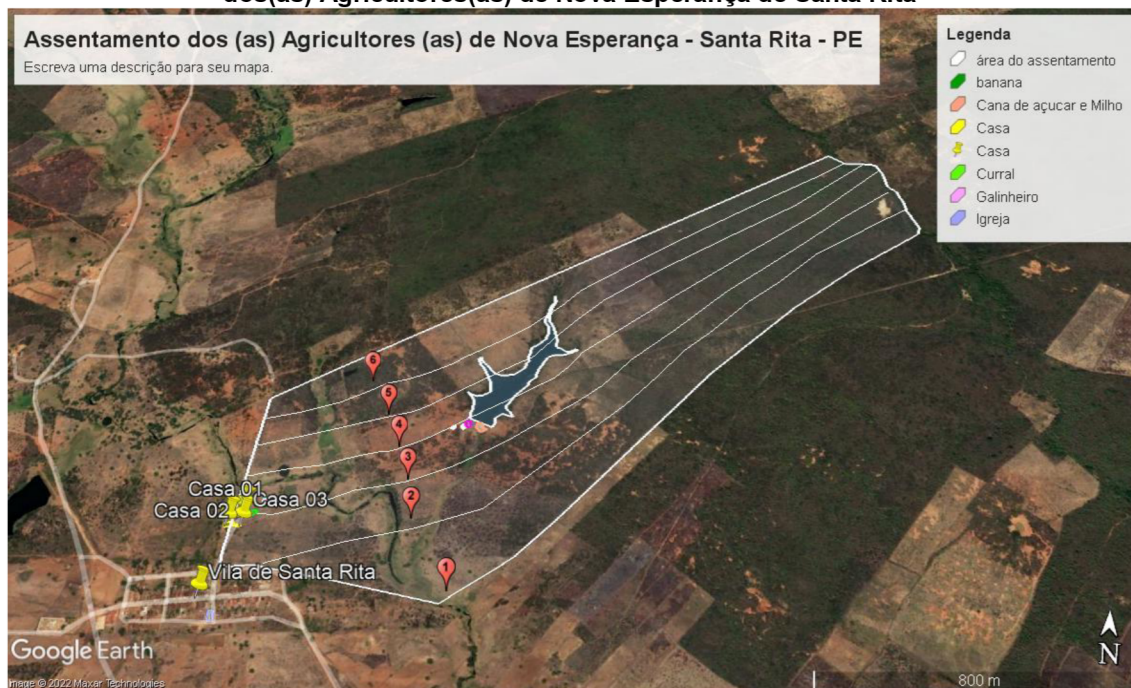 dos(as) Agricultores(as) de Nova Esperança de Santa Rita
Assentamento dos (as) Agricultores (as) de Nova Esperança - Santa Rita - PE
Escreva uma descrição para seu mapa.
Legenda
área do assentamento
banana
Cana de açucar e Milho
Casa
Casa
Curral
Galinheiro
Igreja
6
5
4
3
2
1
Casa 01
Casa 03
Casa 02
Vila de Santa Rita
Google Earth
Image © 2022 Maxar Technologies
N
800 m